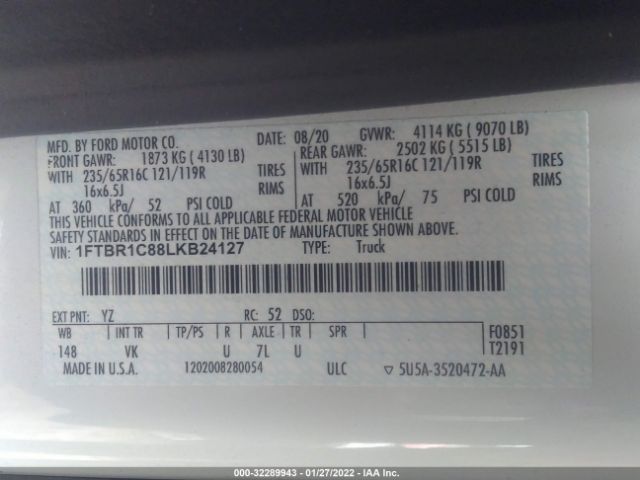 MFD. BY FORD MOTOR CO. DATE: 08/20 GVWR: 4114 KG ( 9070 LB)
FRONT GAWR: 1873 KG ( 4130 LB) REAR GAWR: 2502 KG ( 5515 LB)
WITH 235/65R16C 121/119R TIRES WITH 235/65R16C 121/119R TIRES
16x6.5J RIMS 16x6.5J RIMS
AT 360 kPa/ 52 PSI COLD AT 520 kPa/ 75 PSI COLD
THIS VEHICLE CONFORMS TO ALL APPLICABLE FEDERAL MOTOR VEHICLE
SAFETY STANDARDS IN EFFECT ON THE DATE OF MANUFACTURE SHOWN ABOVE.
VIN: 1FTBR1C88LKB24127 TYPE: Truck
EXT PNT: YZ RC: 52 DSO:
WB INT TR TP/PS R AXLE TR SPR F0851
148 VK U 7L U T2191
MADE IN U.S.A. 1202008280054 ULC ▽ 5U5A-3520472-AA
000-32289943 - 01/27/2022 - IAA Inc.